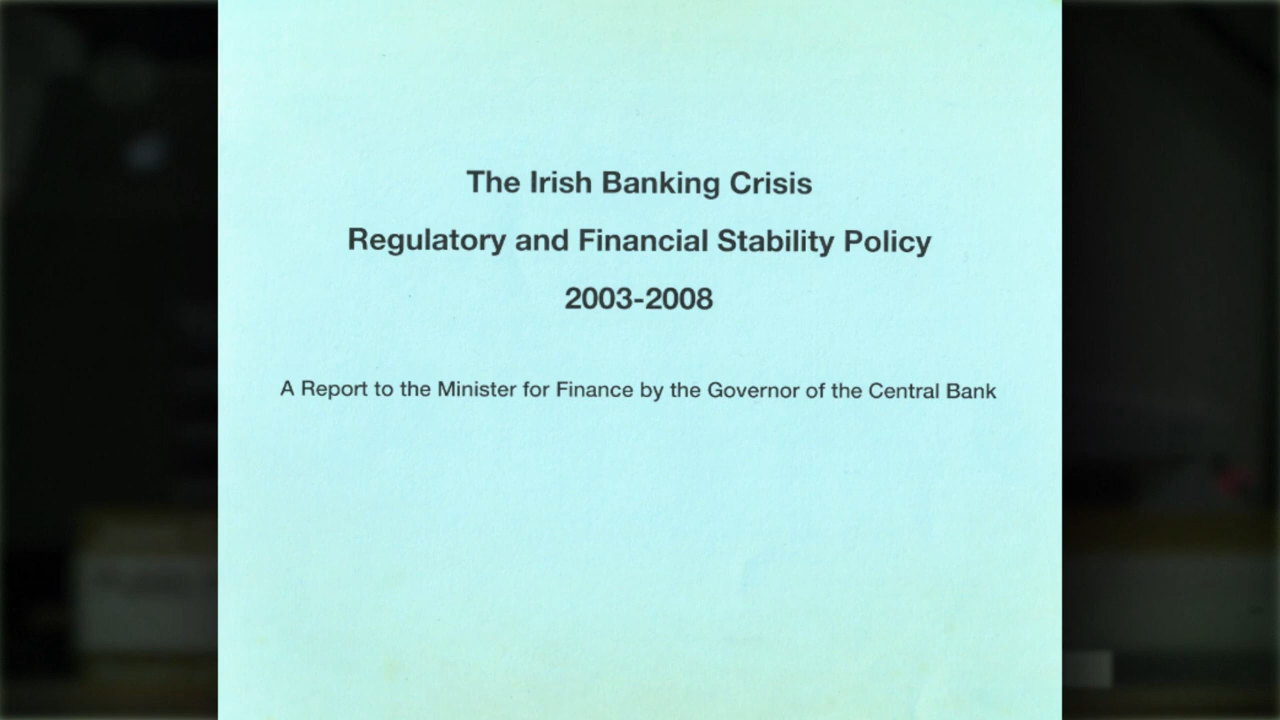 The Irish Banking Crisis
Regulatory and Financial Stability Policy
2003-2008
A Report to the Minister for Finance by the Governor of the Central Bank